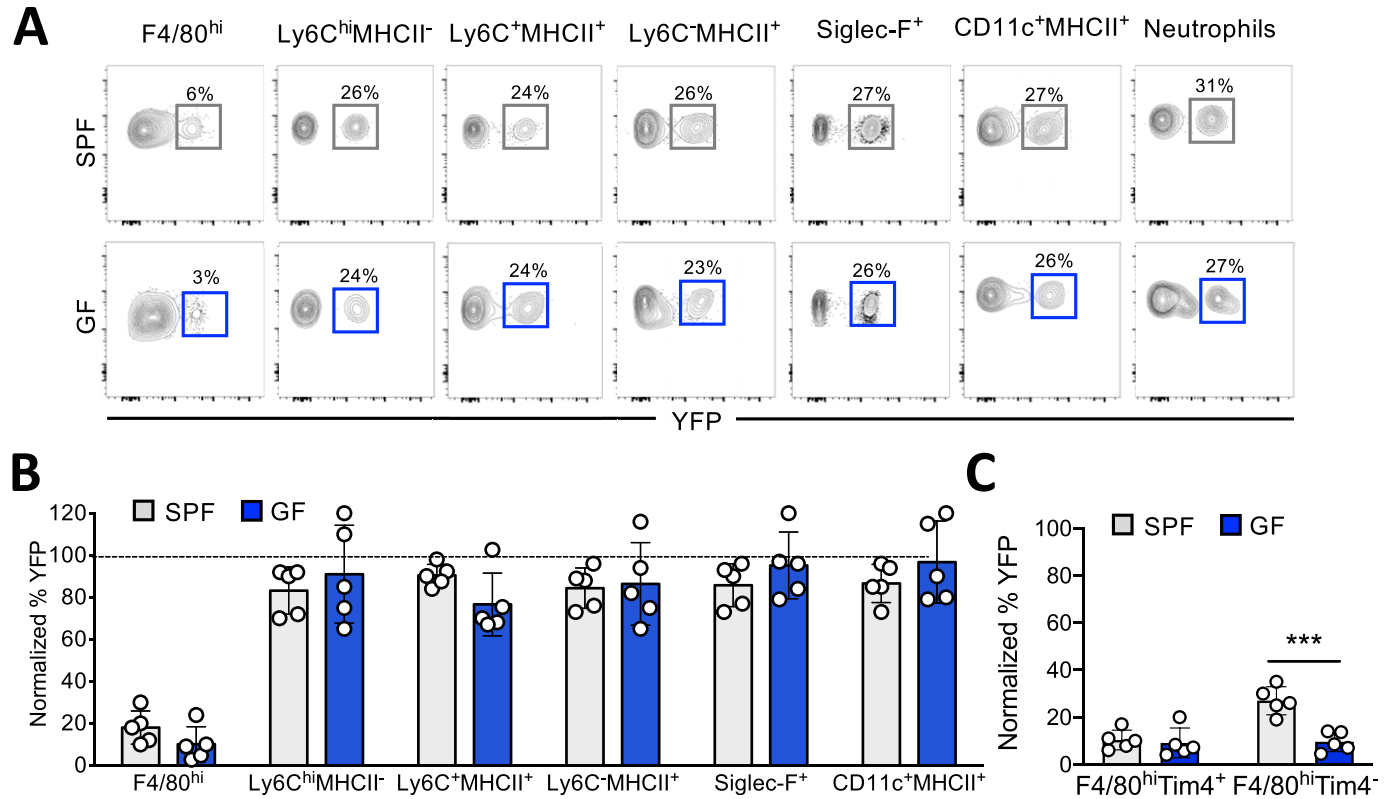 A
F4/80hi Ly6ChiMHCII- Ly6C+MHCII+ Ly6C-MHCII+ Siglec-F+ CD11c+MHCII+ Neutrophils
SPF
6% 26% 24% 26% 27% 27% 31%
GF
3% 24% 24% 23% 26% 26% 27%
YFP
B
SPF GF
Normalized % YFP
120
100
80
60
40
20
0
F4/80hi Ly6ChiMHCII- Ly6C+MHCII+ Ly6C-MHCII+ Siglec-F+ CD11c+MHCII+
C
SPF GF
Normalized % YFP
100
80
60
40
20
0
***
F4/80hiTim4+ F4/80hiTim4-